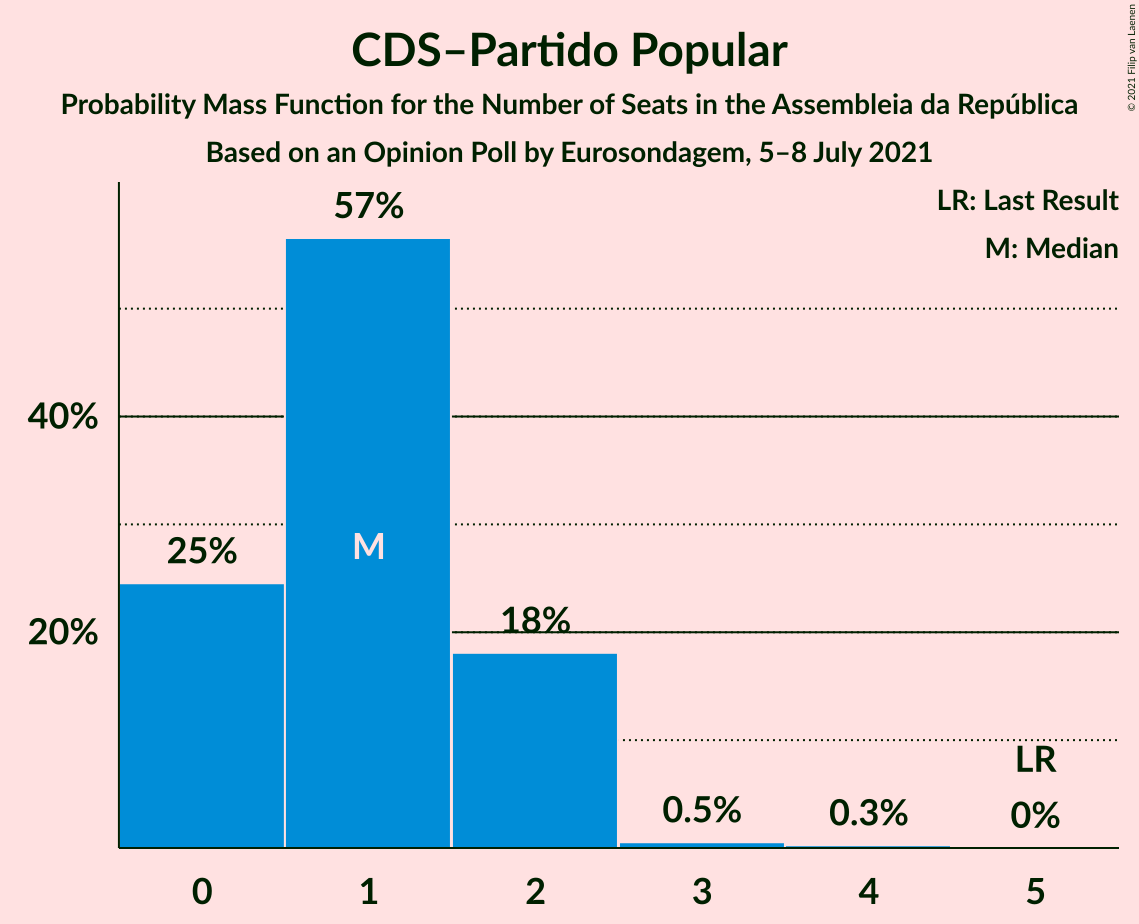 CDS–Partido Popular
Probability Mass Function for the Number of Seats in the Assembleia da República
Based on an Opinion Poll by Eurosondagem, 5–8 July 2021
© 2021 Filip van Laenen
LR: Last Result
M: Median
57%
40%
25%
M
20%
18%
LR
0.5%
0.3%
0%
0 1 2 3 4 5